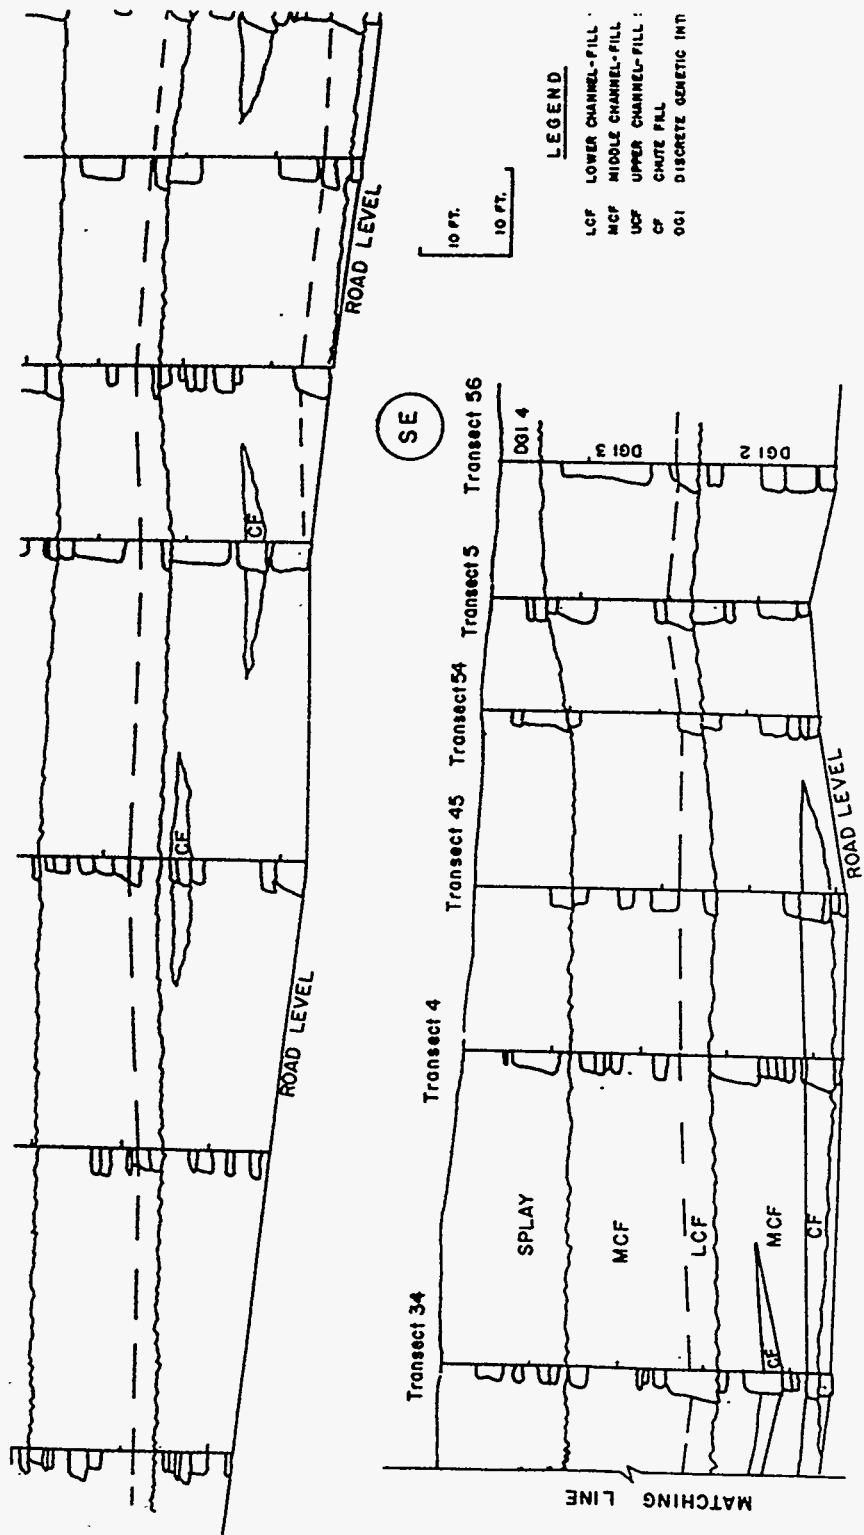 LEGEND
LCF LOWER CHANNEL-FILL
MCF MIDDLE CHANNEL-FILL
UCF UPPER CHANNEL-FILL
CF CHUTE FILL
DGI DISCRETE GENETIC
10 FT.
10 FT.
ROAD LEVEL
ROAD LEVEL
CF
CF
SE
Transect 34
Transect 4
Transect 45
Transect 54
Transect 5
Transect 56
DGI 4
DGI 3
DGI 2
SPLAY
MCF
LCF
MCF
CF
CF
ROAD LEVEL
MATCHING LINE